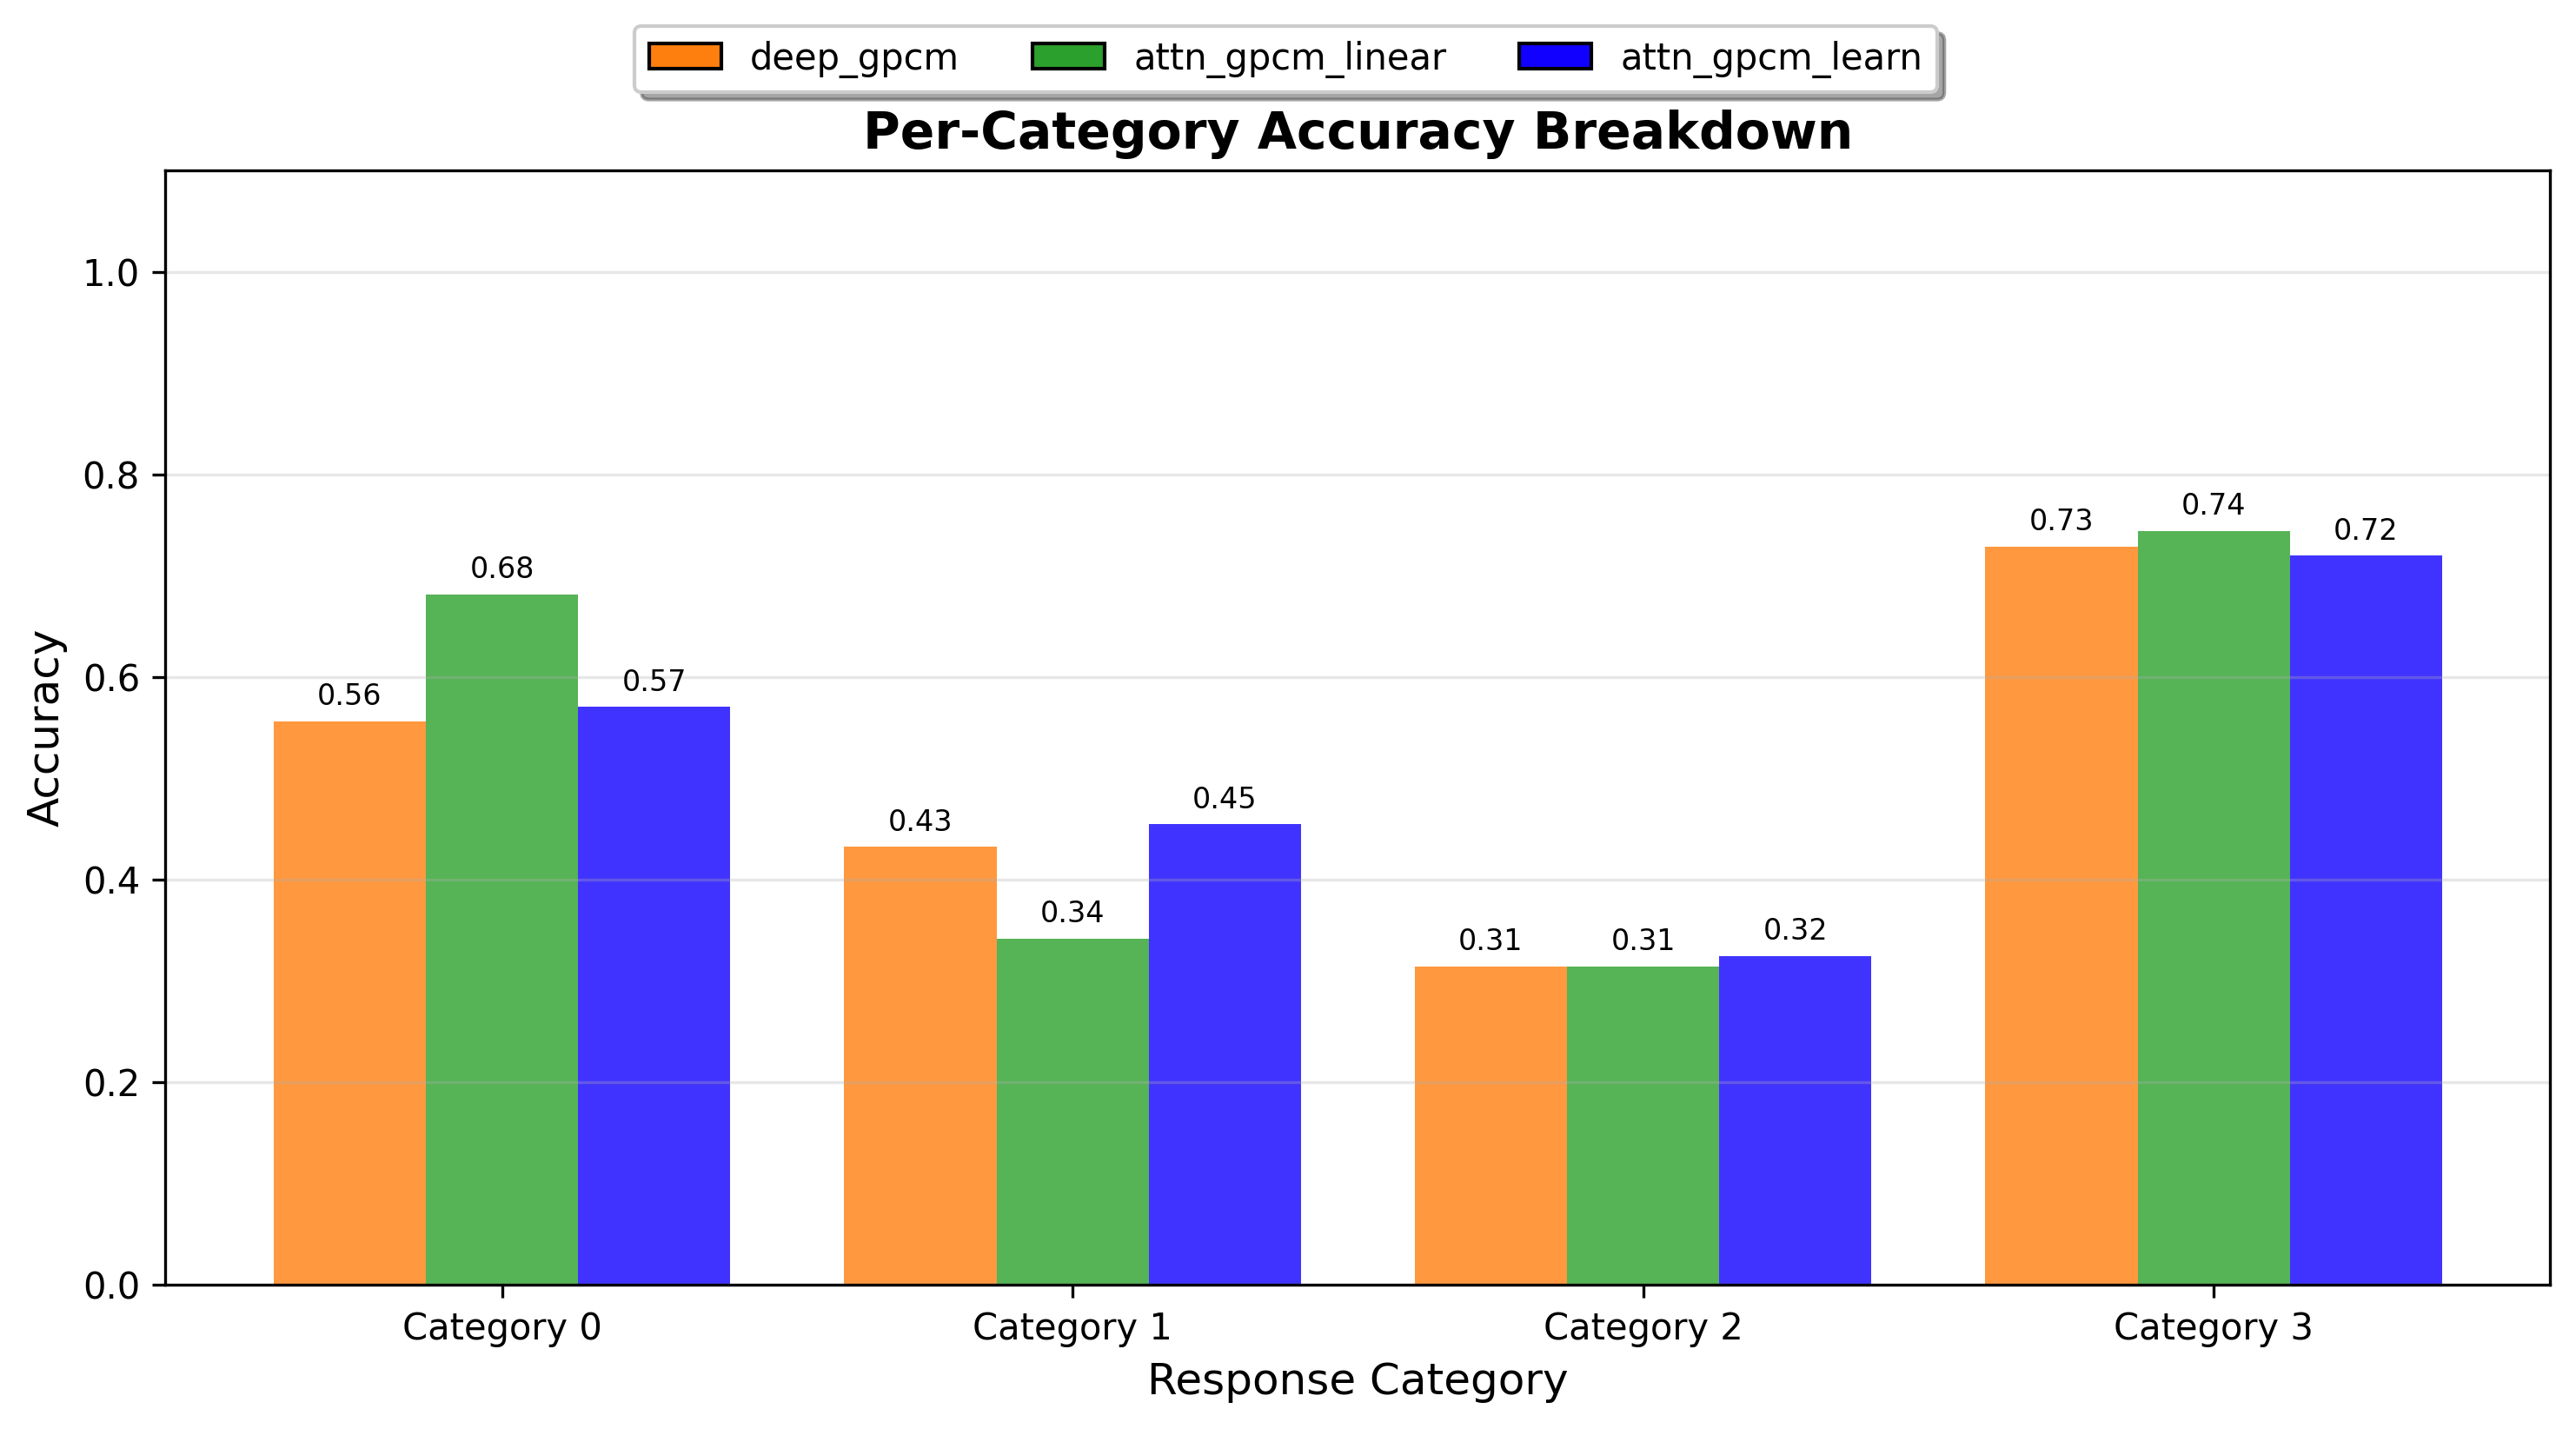 deep_gpcm attn_gpcm_linear attn_gpcm_learn
Per-Category Accuracy Breakdown
Accuracy
1.0
0.8
0.6
0.4
0.2
0.0
0.56 0.68 0.57
0.43 0.34 0.45
0.31 0.31 0.32
0.73 0.74 0.72
Category 0 Category 1 Category 2 Category 3
Response Category